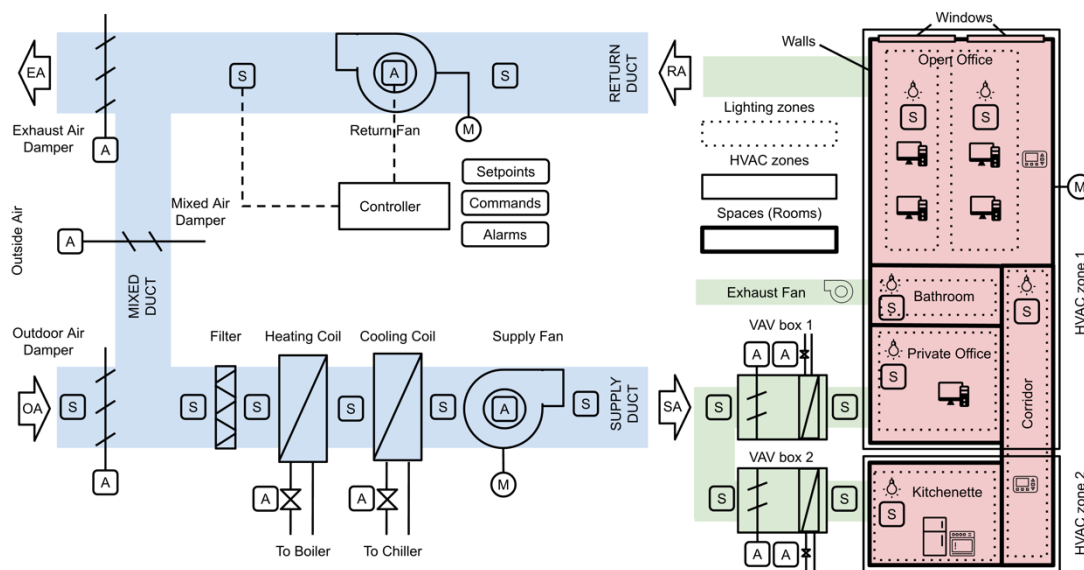 EA
Exhaust Air
Damper
A
S
A
S
Return Fan
M
RETURN
DUCT
Controller
Setpoints
Commands
Alarms
Outside Air
A
Mixed Air
Damper
MIXED
DUCT
Outdoor Air
Damper
OA
S
A
Filter
S
S
Heating Coil
A
To Boiler
S
Cooling Coil
A
To Chiller
S
Supply Fan
A
M
S
SUPPLY
DUCT
RA
Lighting zones
HVAC zones
Spaces (Rooms)
Exhaust Fan
SA
VAV box 1
A
A
S
S
VAV box 2
S
S
A
A
Windows
Walls
Open Office
S
S
M
Bathroom
S
S
Private Office
S
Corridor
Kitchenette
S
HVAC zone 1
HVAC zone 2